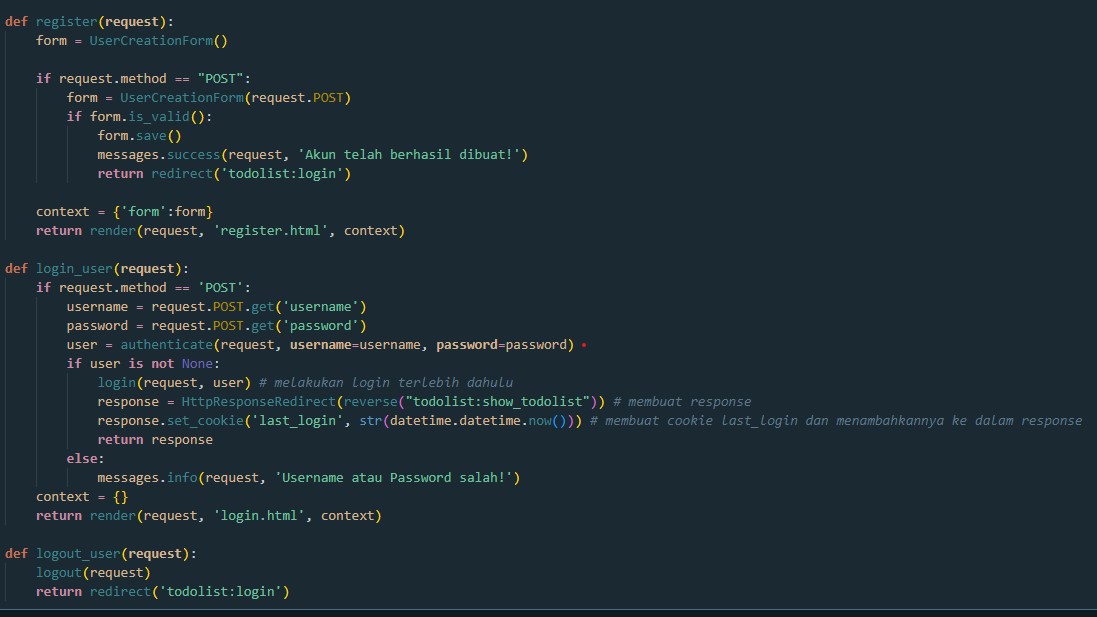 def register(request):
    form = UserCreationForm()
    if request.method == "POST":
        form = UserCreationForm(request.POST)
        if form.is_valid():
            form.save()
            messages.success(request, 'Akun telah berhasil dibuat!')
            return redirect('todolist:login')
    context = {'form':form}
    return render(request, 'register.html', context)
def login_user(request):
    if request.method == 'POST':
        username = request.POST.get('username')
        password = request.POST.get('password')
        user = authenticate(request, username=username, password=password)
        if user is not None:
            login(request, user) # melakukan login terlebih dahulu
            response = HttpResponseRedirect(reverse("todolist:show_todolist")) # membuat response
            response.set_cookie('last_login', str(datetime.datetime.now())) # membuat cookie last_login dan menambahkannya ke dalam response
            return response
        else:
            messages.info(request, 'Username atau Password salah!')
    context = {}
    return render(request, 'login.html', context)
def logout_user(request):
    logout(request)
    return redirect('todolist:login')